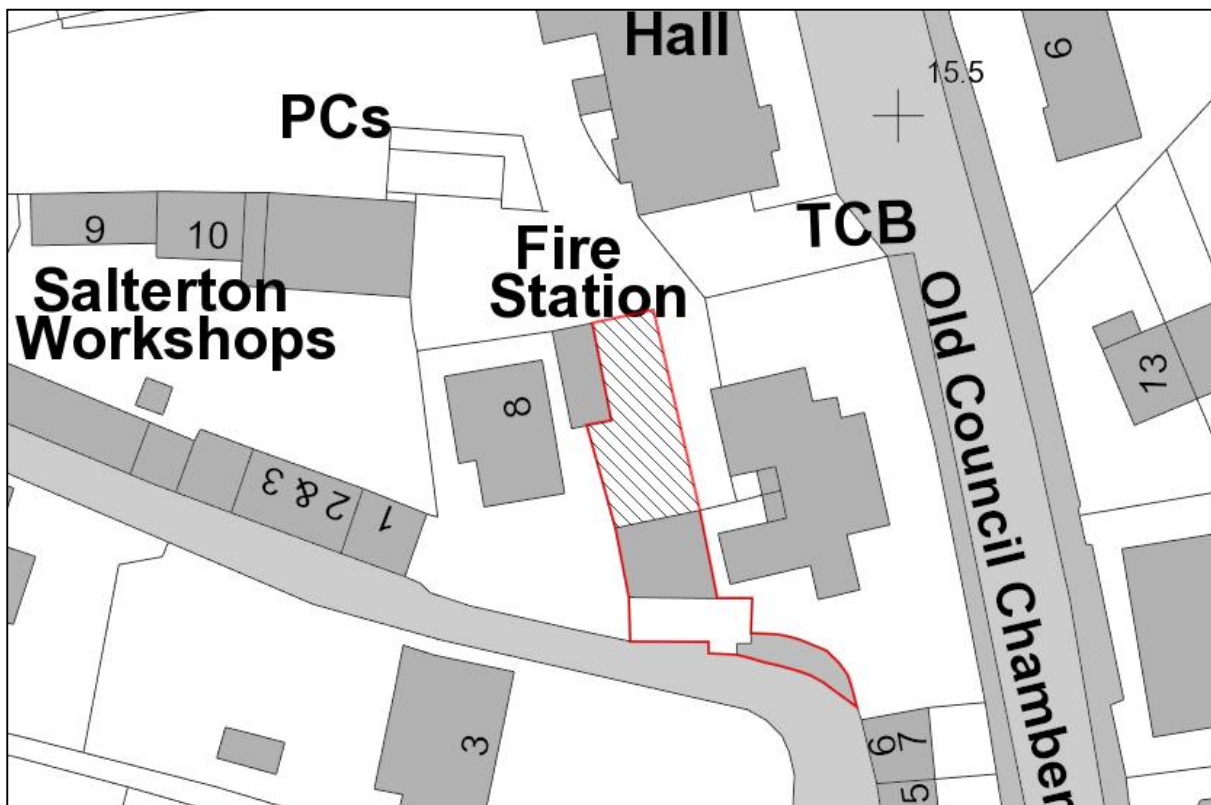 Hall
15.5
6
PCs
TCB
9
10
Fire
Station
Salterton
Workshops
8
13
2 & 3
1
Old Council Chamber
3
6
7
5